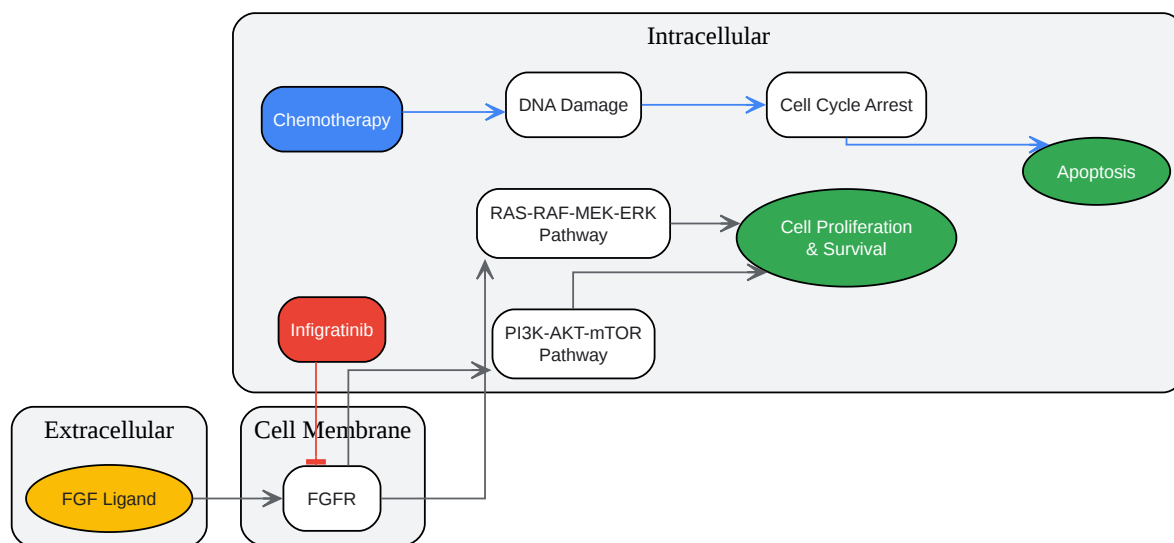 Intracellular
Chemotherapy
DNA Damage
Cell Cycle Arrest
Apoptosis
RAS-RAF-MEK-ERK
Pathway
Cell Proliferation
& Survival
Infigratinib
PI3K-AKT-mTOR
Pathway
Extracellular
FGF Ligand
Cell Membrane
FGFR